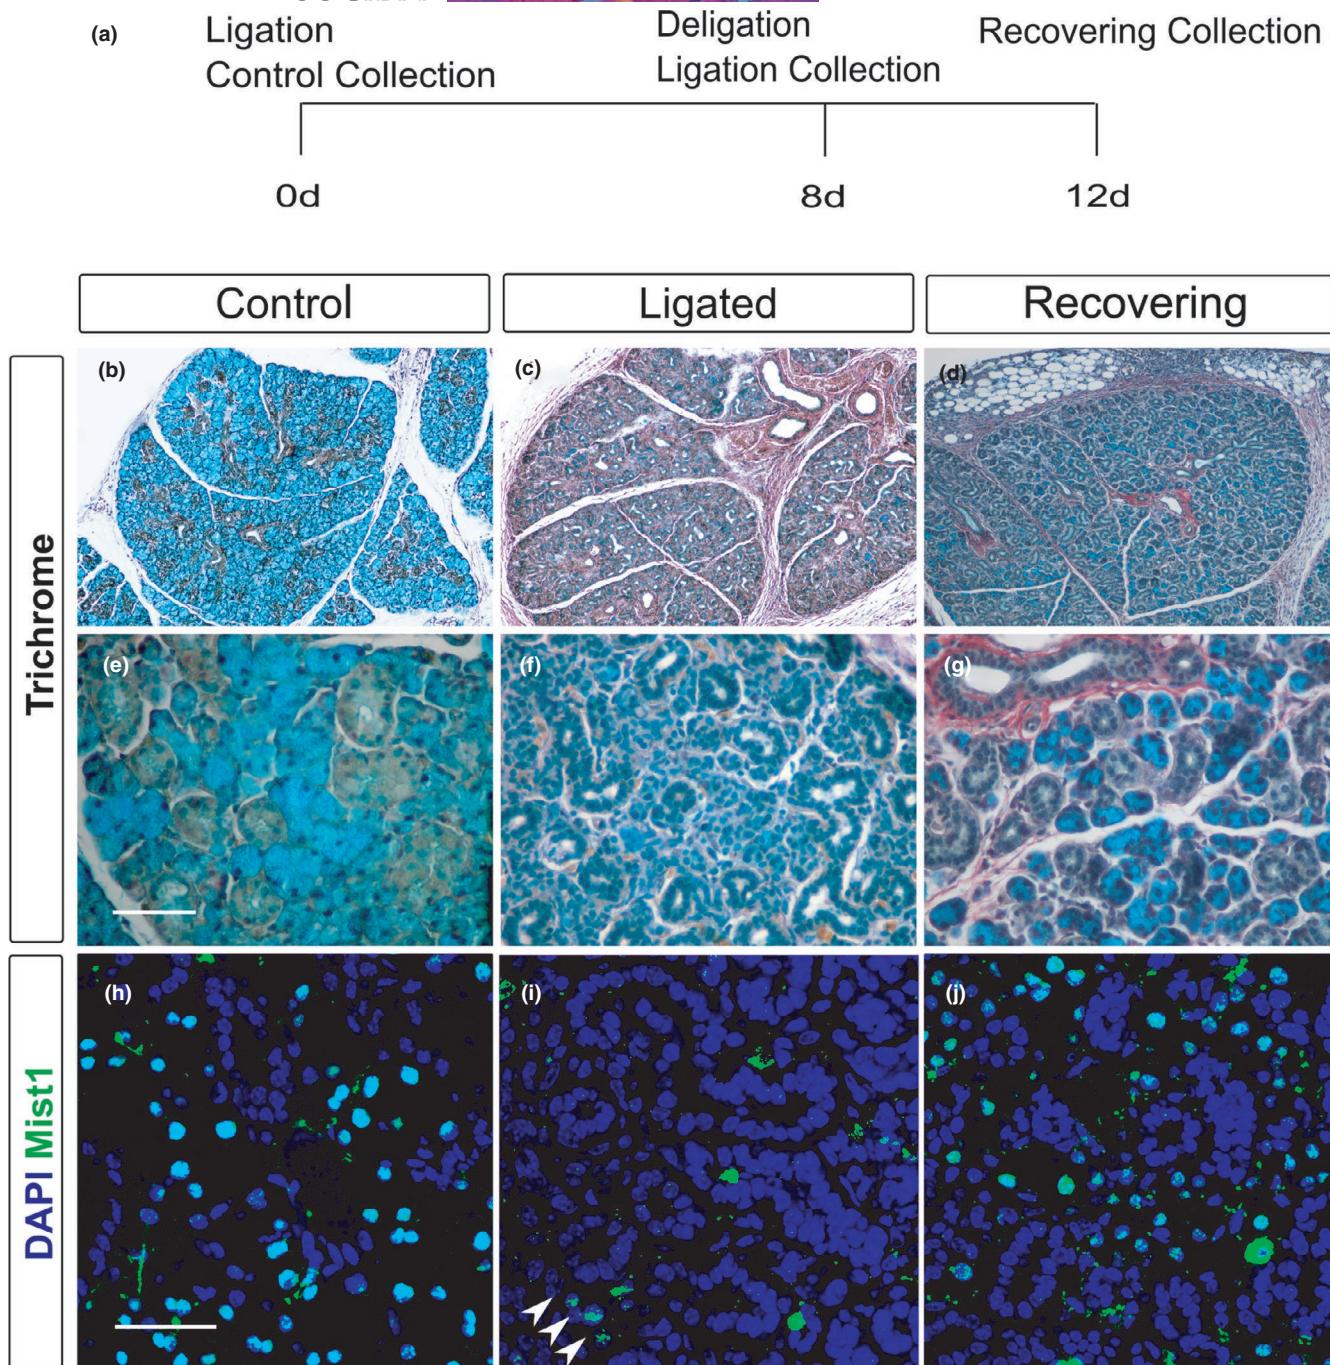 (a)
Ligation
Control Collection
Deligation
Ligation Collection
Recovering Collection
0d
8d
12d
Control
Ligated
Recovering
Trichrome
(b)
(c)
(d)
(e)
(f)
(g)
DAPI Mist1
(h)
(i)
(j)